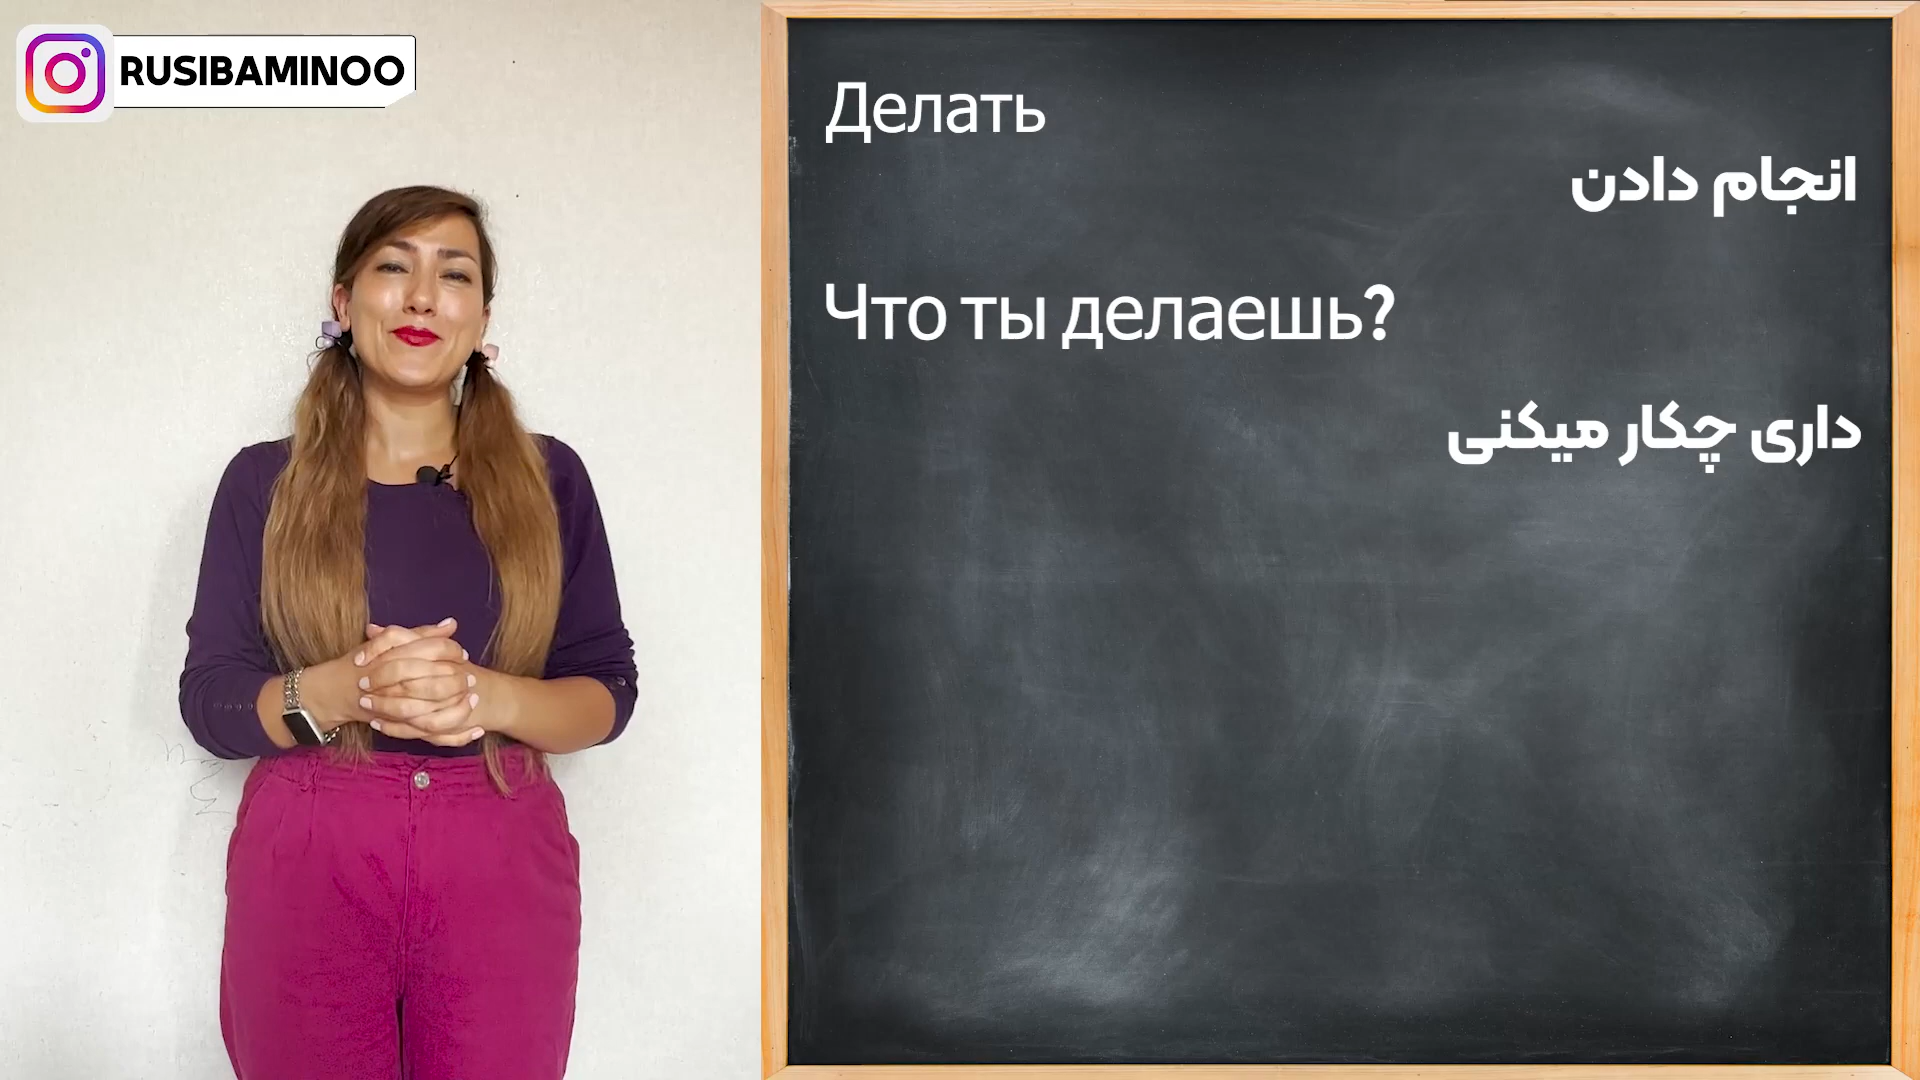 RUSIBAMINOO
Делать
انجام دادن
Что ты делаешь?
داری چکار میکنی